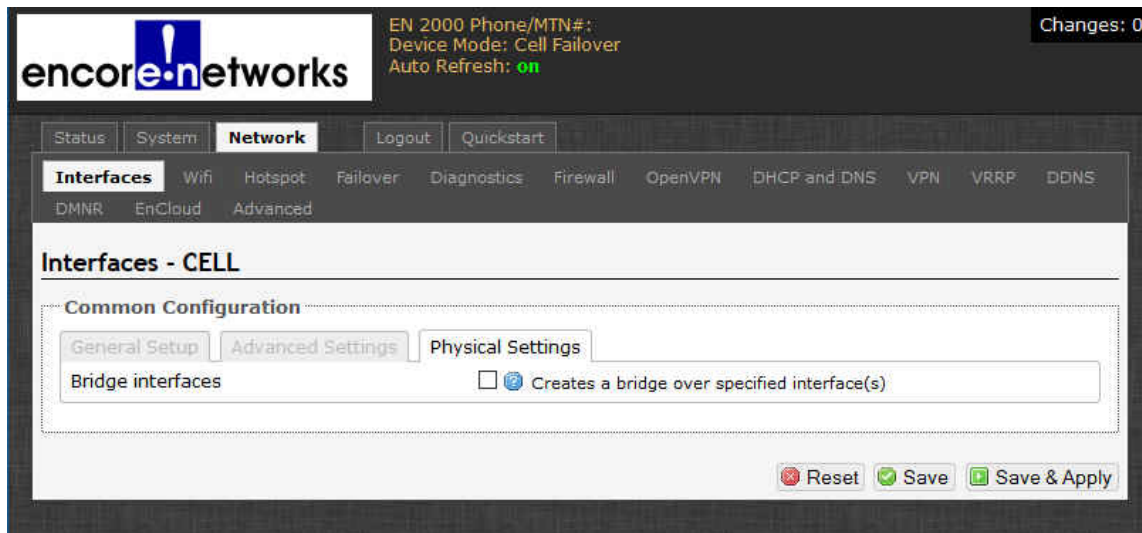 encore!networks
EN 2000 Phone/MTN#:
Device Mode: Cell Failover
Auto Refresh: on
Changes: 0
Status System Network Logout Quickstart
Interfaces Wifi Hotspot Failover Diagnostics Firewall OpenVPN DHCP and DNS VPN VRRP DDNS
DMNR EnCloud Advanced
Interfaces - CELL
Common Configuration
General Setup Advanced Settings Physical Settings
Bridge interfaces ? Creates a bridge over specified interface(s)
Reset Save Save & Apply